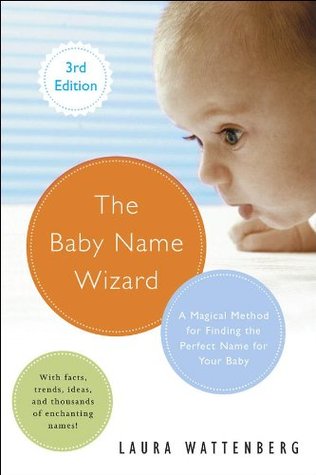 3rd
Edition
The
Baby Name
Wizard
A Magical Method
for Finding the
Perfect Name for
Your Baby
With facts,
trends, ideas,
and thousands
of enchanting
names!
LAURA WATTENBERG